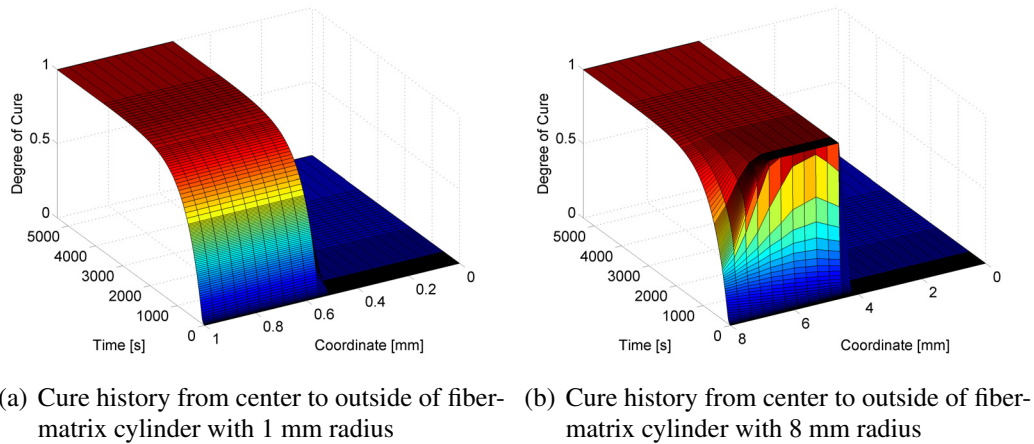 1
0.5
0
Degree of Cure
5000
4000
3000
2000
1000
0
Time [s]
1
0.8
0.6
0.4
0.2
0
Coordinate [mm]
1
0.5
0
Degree of Cure
5000
4000
3000
2000
1000
0
Time [s]
8
6
4
2
0
Coordinate [mm]
(a) Cure history from center to outside of fiber-
matrix cylinder with 1 mm radius
(b) Cure history from center to outside of fiber-
matrix cylinder with 8 mm radius